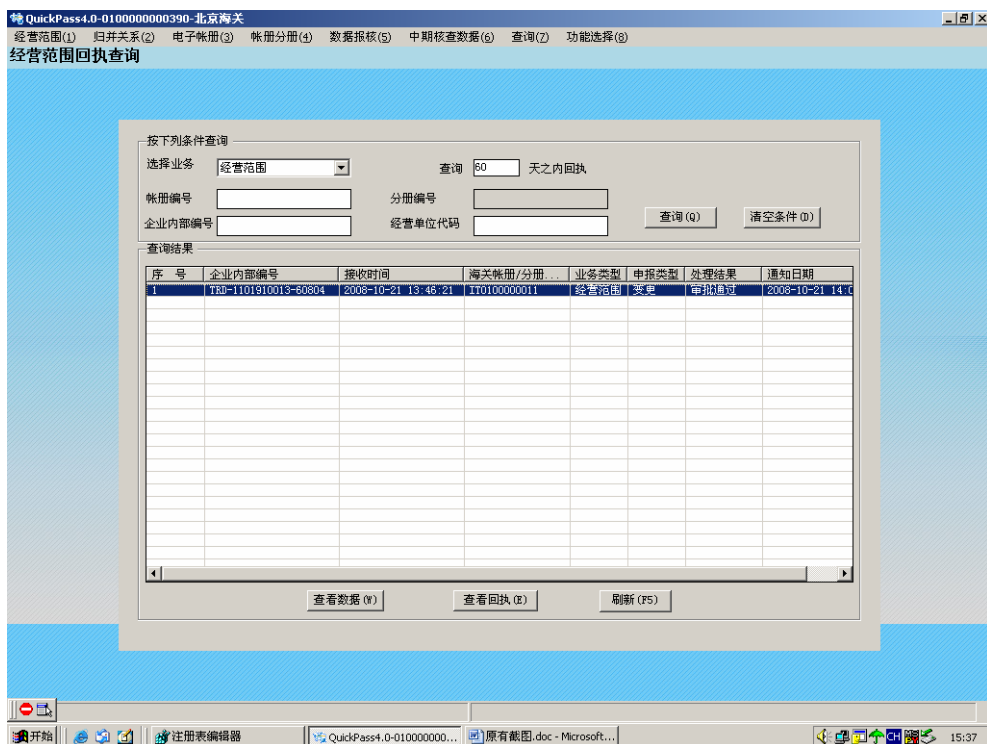 QuickPass4.0-0100000000390-北京海关
经营范围(1) 归并关系(2) 电子帐册(3) 帐册分册(4) 数据报核(5) 中期核查数据(6) 查询(7) 功能选择(8)
经营范围回执查询
按下列条件查询
选择业务 经营范围 查询 60 天之内回执
帐册编号 分册编号
企业内部编号 经营单位代码 查询(Q) 清空条件(D)
查询结果
序 号 企业内部编号 接收时间 海关帐册/分册... 业务类型 申报类型 处理结果 通知日期
1 TRD-1101910013-60804 2008-10-21 13:46:21 IT0100000011 经营范围 变更 审批通过 2008-10-21 14:0
查看数据(W) 查看回执(E) 刷新(F5)
开始 注册表编辑器 QuickPass4.0-010000000... 原有截图.doc - Microsoft... CH 15:37